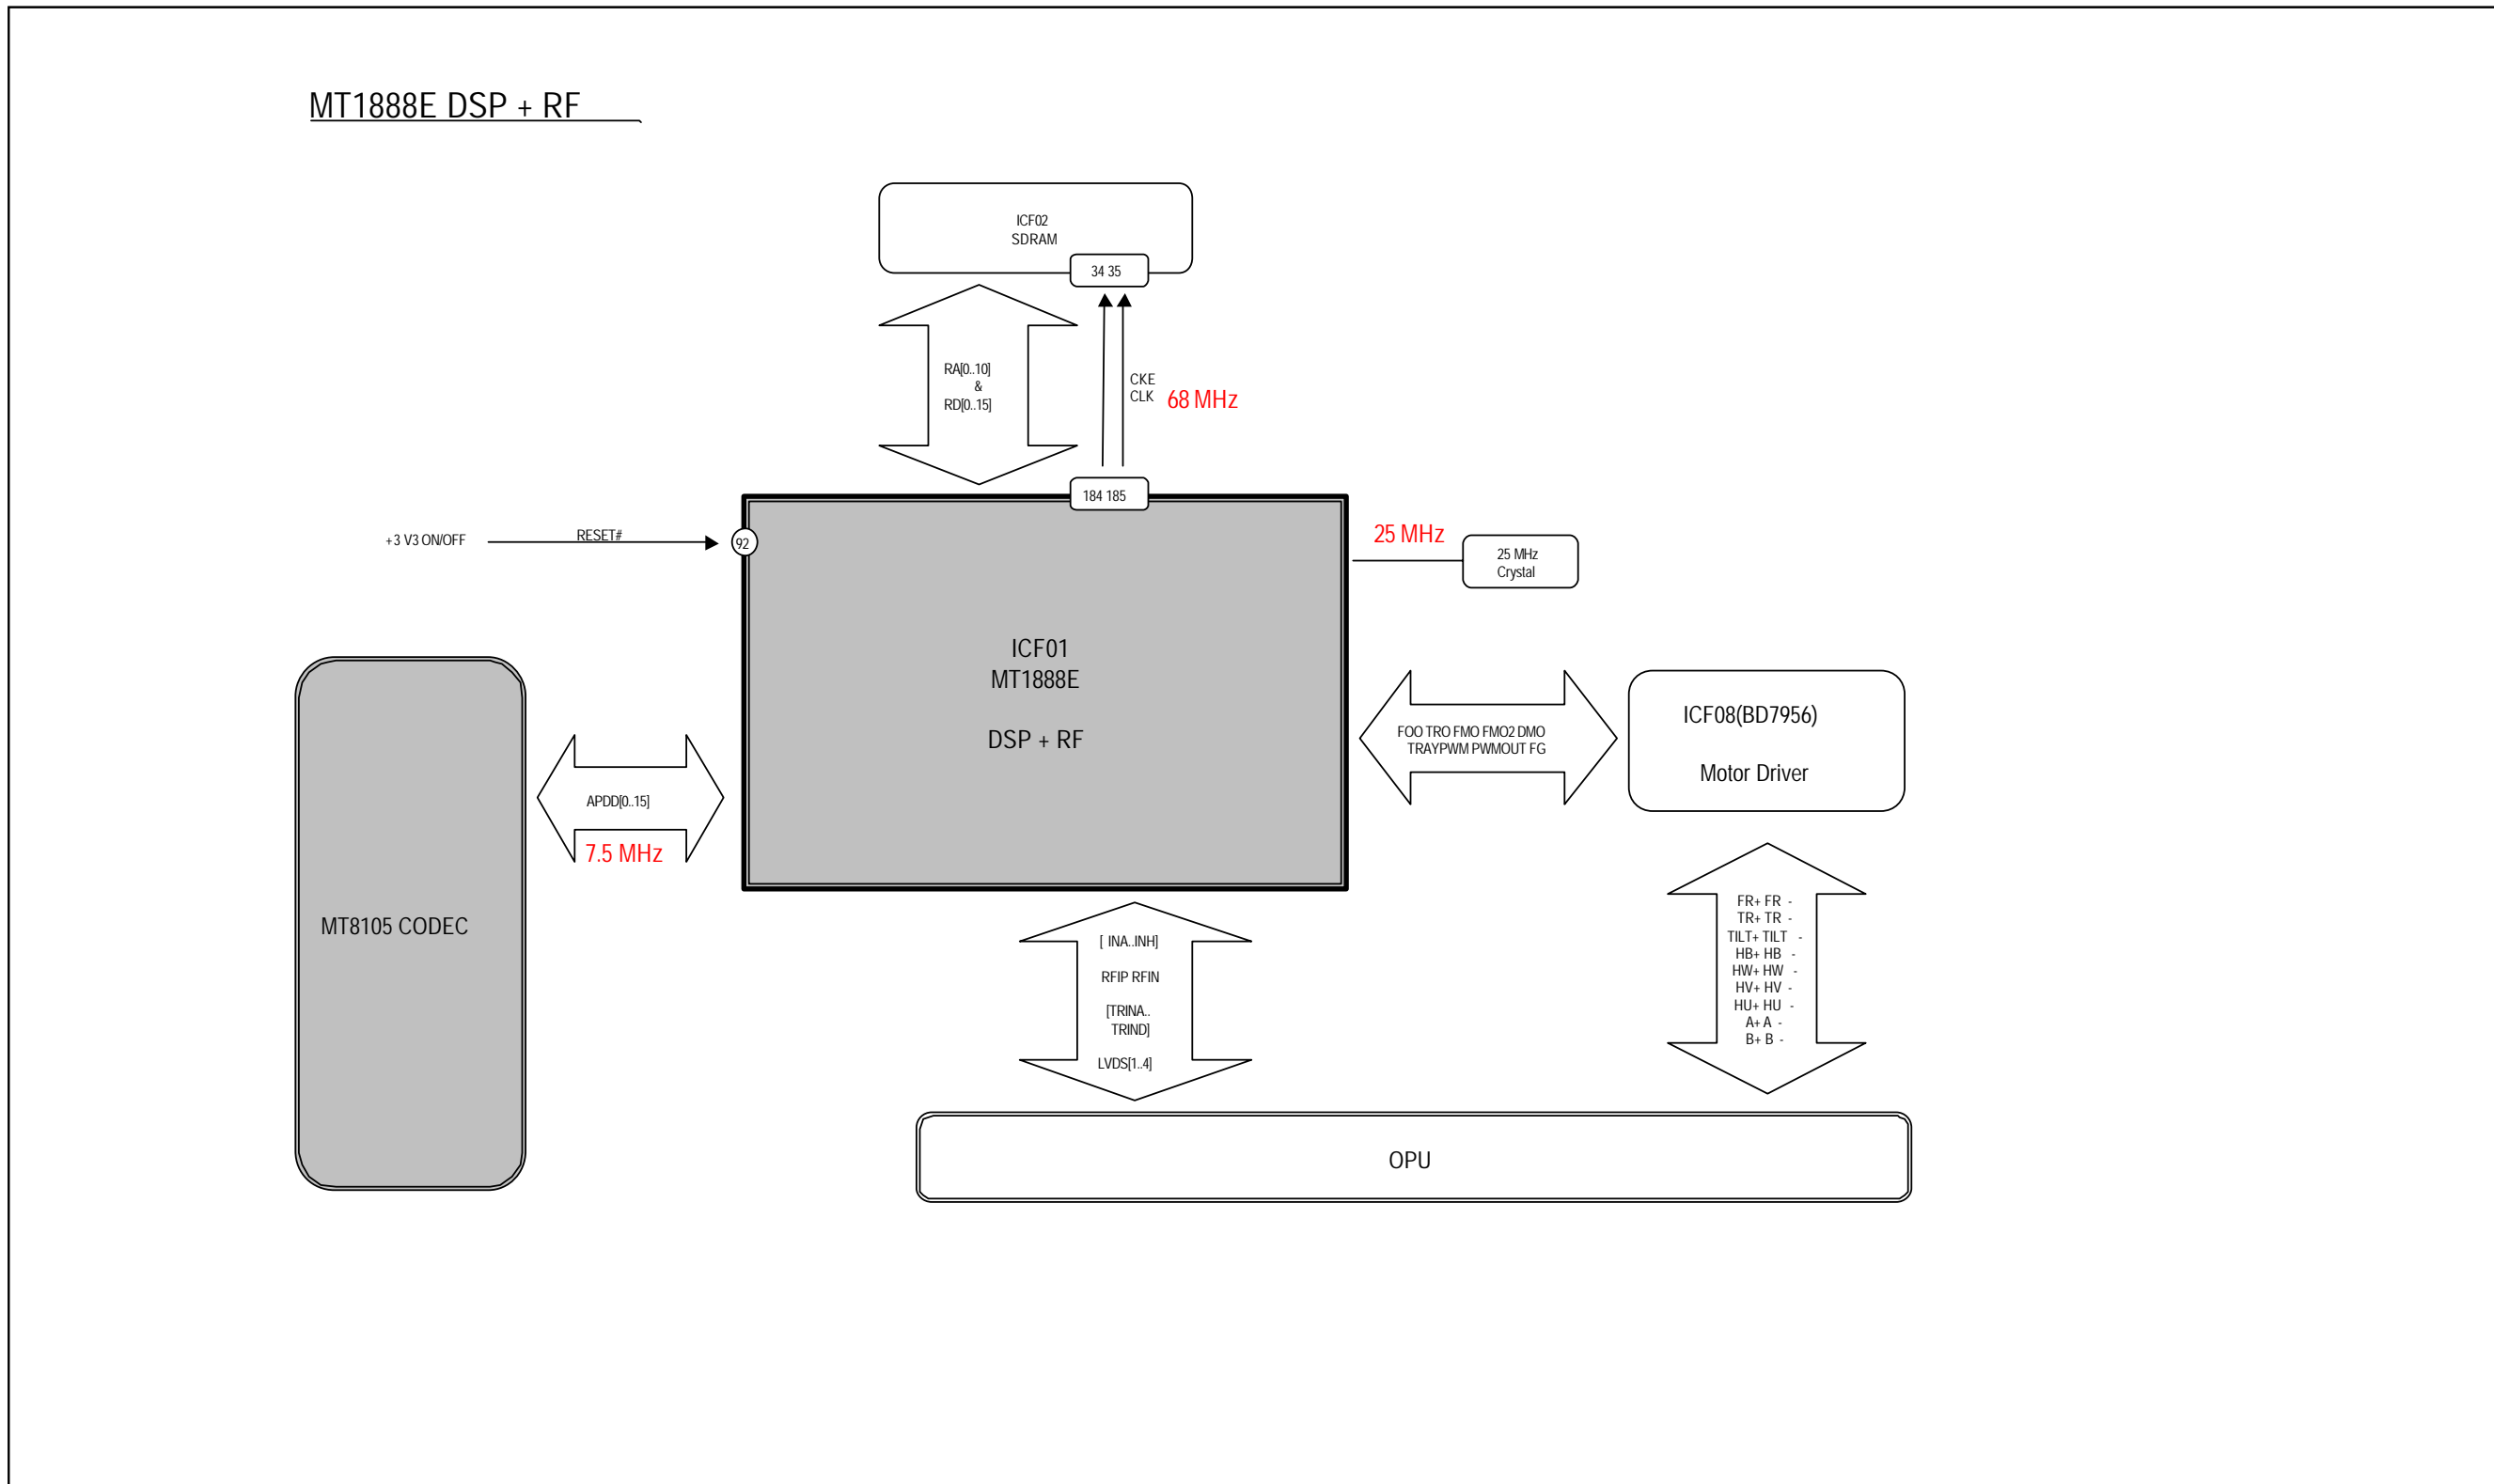 MT1888E DSP + RF
ICF02
SDRAM
34 35
RA[0..10]
&
RD[0..15]
CKE
CLK
68 MHz
184 185
+3 V3 ON/OFF
RESET#
92
25 MHz
25 MHz
Crystal
ICF01
MT1888E
DSP + RF
MT8105 CODEC
APDD[0..15]
7.5 MHz
FOO TRO FMO FMO2 DMO
TRAYPWM PWMOUT FG
ICF08(BD7956)
Motor Driver
[ INA..INH]
RFIP RFIN
[TRINA..
TRIND]
LVDS[1..4]
FR+ FR -
TR+ TR -
TILT+ TILT -
HB+ HB -
HW+ HW -
HV+ HV -
HU+ HU -
A+ A -
B+ B -
OPU